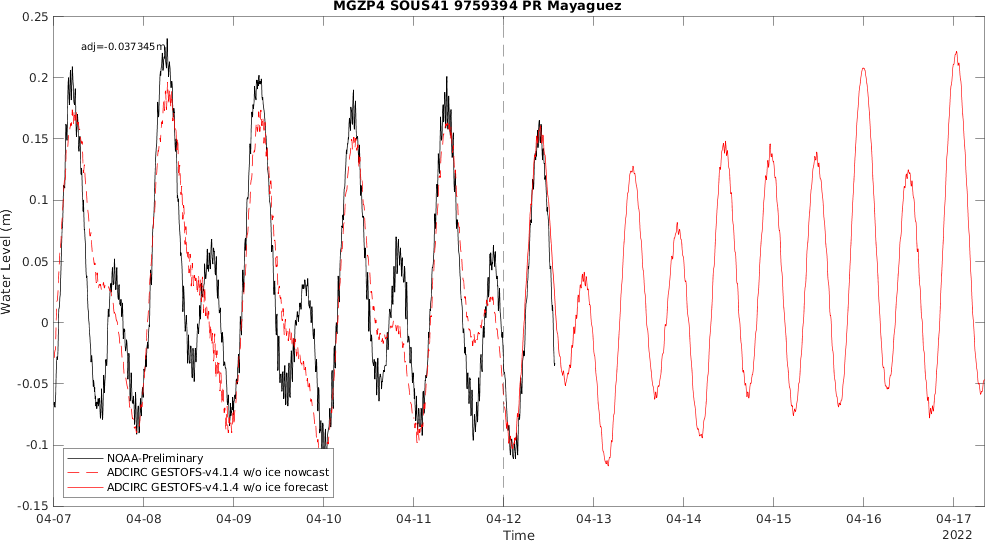 MGZP4 SOUS41 9759394 PR Mayaguez
adj=-0.037345m
Water Level (m)
0.25
0.2
0.15
0.1
0.05
0
-0.05
-0.1
-0.15
NOAA-Preliminary
ADCIRC GESTOFS-v4.1.4 w/o ice nowcast
ADCIRC GESTOFS-v4.1.4 w/o ice forecast
04-07 04-08 04-09 04-10 04-11 04-12 04-13 04-14 04-15 04-16 04-17
Time
2022